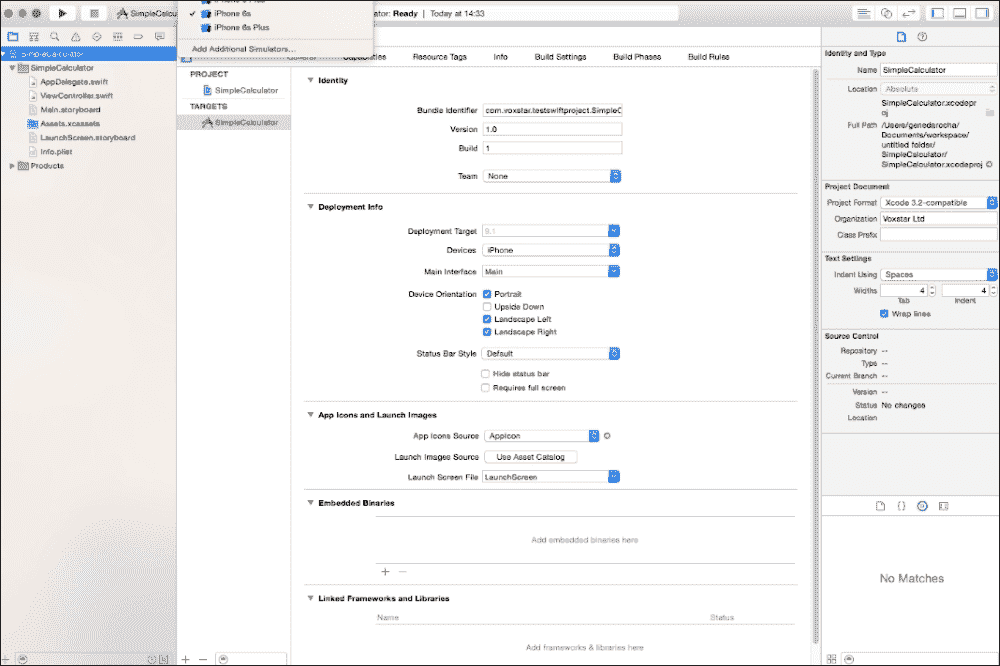 SimpleCalcu
ator: Ready | Today at 14:33
iPhone 6s
iPhone 6s Plus
Add Additional Simulators...
SimpleCalculator
SimpleCalculator
AppDelegate.swift
ViewController.swift
Main.storyboard
Assets.xcassets
LaunchScreen.storyboard
Info.plist
Products
General Capabilities Resource Tags Info Build Settings Build Phases Build Rules
PROJECT
SimpleCalculator
TARGETS
SimpleCalculator
Identity
Bundle Identifier com.voxstar.testswiftproject.SimpleC
Version 1.0
Build 1
Team None
Deployment Info
Deployment Target 9.1
Devices iPhone
Main Interface Main
Device Orientation Portrait
Upside Down
Landscape Left
Landscape Right
Status Bar Style Default
Hide status bar
Requires full screen
App Icons and Launch Images
App Icons Source AppIcon
Launch Images Source Use Asset Catalog
Launch Screen File LaunchScreen
Embedded Binaries
Add embedded binaries here
+ −
Linked Frameworks and Libraries
Name Status
Add frameworks & libraries here
Identity and Type
Name SimpleCalculator
Location Absolute
SimpleCalculator.xcodepr
oj
Full Path /Users/genedarocha/
Documents/workspace/
untitled folder/
SimpleCalculator/
SimpleCalculator.xcodeproj
Project Document
Project Format Xcode 3.2-compatible
Organization Voxstar Ltd
Class Prefix
Text Settings
Indent Using Spaces
Widths 4 4
Tab Indent
Wrap lines
Source Control
Repository --
Type --
Current Branch --
Version --
Status No changes
Location
No Matches